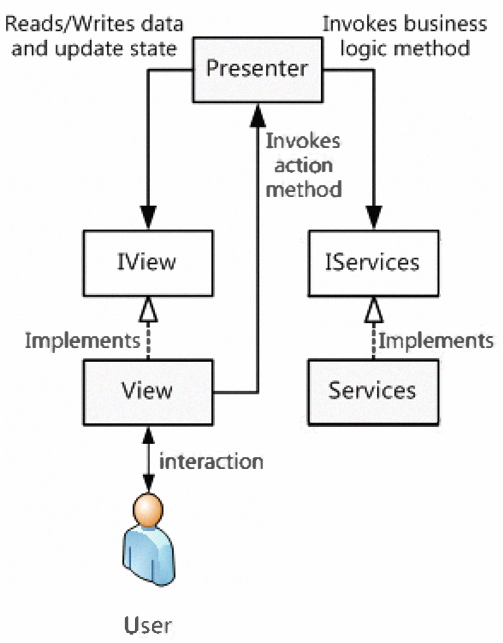 Reads/Writes data
and update state
Invokes business
logic method
Presenter
Invokes
action
method
IView
IServices
Implements
Implements
View
Services
interaction
User